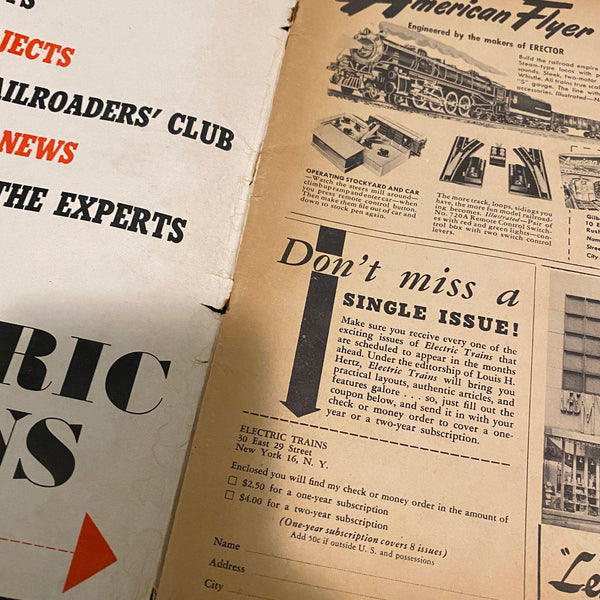 JECTS
AILROADERS' CLUB
NEWS
THE EXPERTS
RIC
NS
American Flyer
Engineered by the makers of ERECTOR
Build the railroad empire
Steam-type locos with
sounds. Sleek, two-motor
Whistle. All trains true scale
"S" gauge. The line with
accessories. Illustrated—N
OPERATING STOCKYARD AND CAR
—Watch the steers mill around—
climb up ramp and enter car—when
you press remote control button.
Then make them file out of car and
down to stock pen again.
The more track, loops, sidings you
have, the more fun model railroad-
ing becomes. Illustrated—Pair of
No. 720A Remote Control Switch-
es with red and green lights—con-
trol box with two switch control
levers.
Gilb
TO E
Rush
Nam
Street
City
Don't miss a
SINGLE ISSUE!
Make sure you receive every one of the
exciting issues of Electric Trains that
are scheduled to appear in the months
ahead. Under the editorship of Louis H.
Hertz, Electric Trains will bring you
practical layouts, authentic articles, and
features galore . . . so, just fill out the
coupon below, and send it in with your
check or money order to cover a one-
year or a two-year subscription.
ELECTRIC TRAINS
30 East 29 Street
New York 16, N. Y.
Enclosed you will find my check or money order in the amount of
$2.50 for a one-year subscription
$4.00 for a two-year subscription
(One-year subscription covers 8 issues)
Add 50c if outside U. S. and possessions
Name
Address
City
"Le